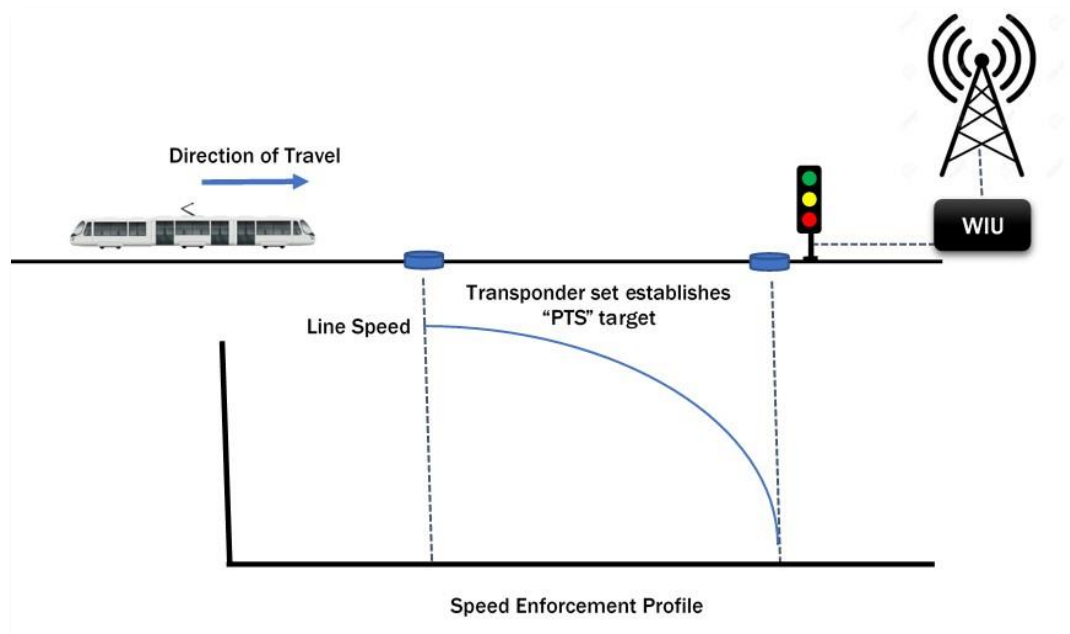 Direction of Travel
WIU
Transponder set establishes
“PTS” target
Line Speed
Speed Enforcement Profile